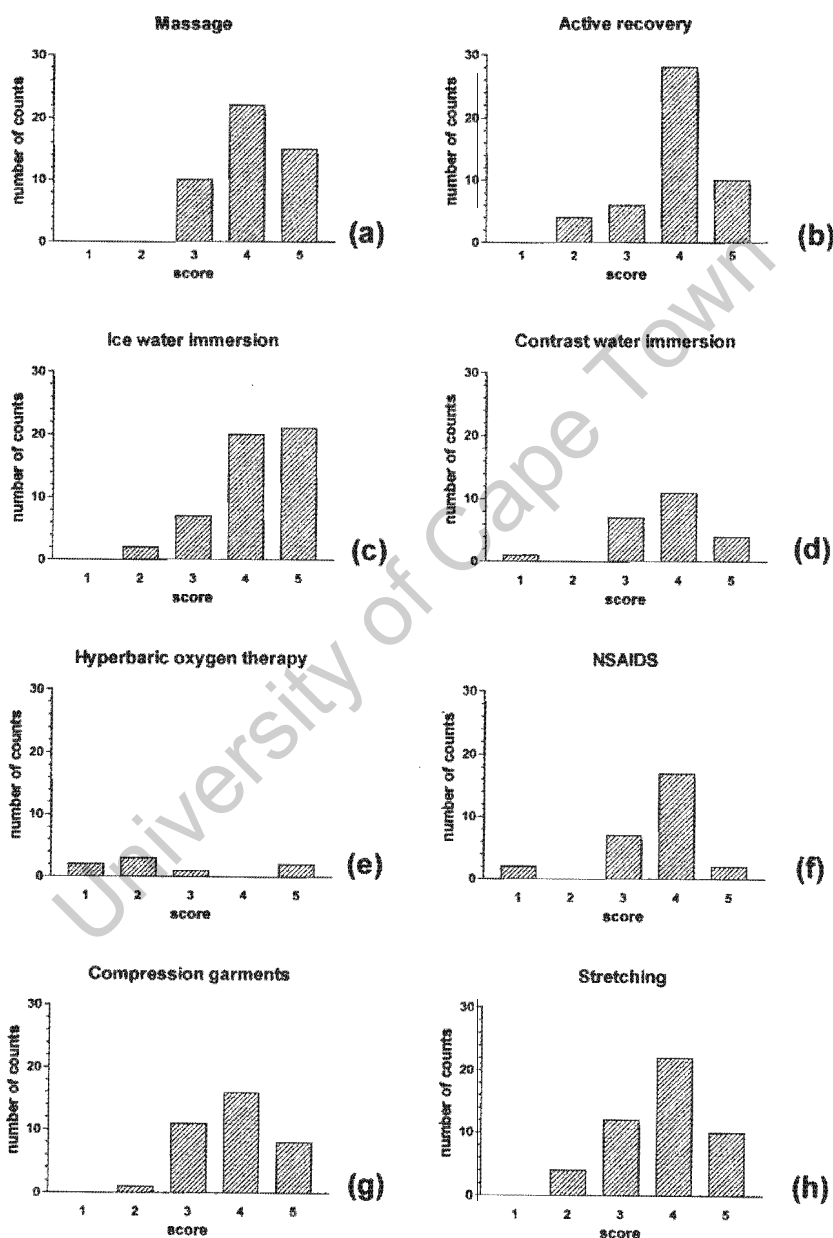 Massage
number of counts
30
20
10
0
1 2 3 4 5
score
(a)
Active recovery
number of counts
30
20
10
0
1 2 3 4 5
score
(b)
Ice water immersion
number of counts
30
20
10
0
1 2 3 4 5
score
(c)
Contrast water immersion
number of counts
30
20
10
0
1 2 3 4 5
score
(d)
Hyperbaric oxygen therapy
number of counts
30
20
10
0
1 2 3 4 5
score
(e)
NSAIDS
number of counts
30
20
10
0
1 2 3 4 5
score
(f)
Compression garments
number of counts
30
20
10
0
1 2 3 4 5
score
(g)
Stretching
number of counts
30
20
10
0
1 2 3 4 5
score
(h)
University of Cape Town